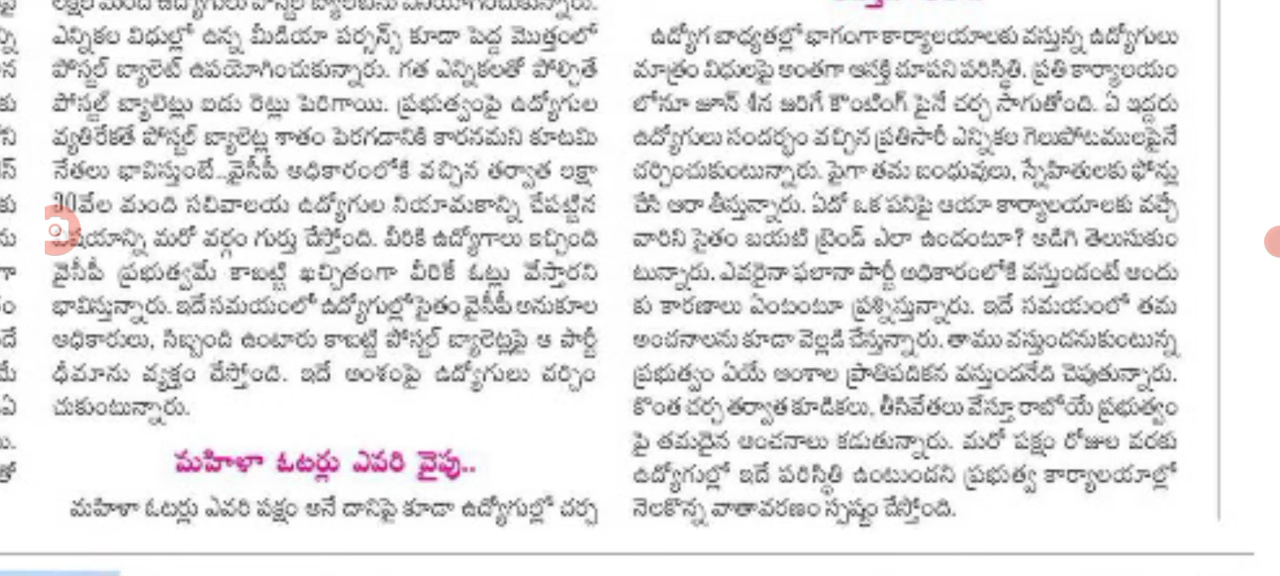 ఎన్నికల విధుల్లో ఉన్న మీడియా పర్సన్స్ కూడా పెద్ద మొత్తంలో
పోస్టల్ బ్యాలెట్ ఉపయోగించుకున్నారు. గత ఎన్నికలతో పోల్చితే
పోస్టల్ బ్యాలెట్లు ఐదు రెట్లు పెరిగాయి. ప్రభుత్వంపై ఉద్యోగుల
వ్యతిరేకతే పోస్టల్ బ్యాలెట్ల శాతం పెరగడానికి కారనమని కూటమి
నేతలు భావిస్తుంటే..వైసీపీ అధికారంలోకి వచ్చిన తర్వాత లక్షా
30వేల మంది సచివాలయ ఉద్యోగుల నియామకాన్ని చేపట్టిన
విషయాన్ని మరో వర్గం గుర్తు చేస్తోంది. వీరికి ఉద్యోగాలు ఇచ్చింది
వైసీపీ ప్రభుత్వమే కాబట్టి ఖచ్చితంగా వీరికే ఓట్లు వేస్తారని
భావిస్తున్నారు. ఇదే సమయంలో ఉద్యోగుల్లో సైతం వైసీపీ అనుకూల
అధికారులు, సిబ్బంది ఉంటారు కాబట్టి పోస్టల్ బ్యాలెట్లపై ఆ పార్టీ
ధీమాను వ్యక్తం చేస్తోంది. ఇదే అంశంపై ఉద్యోగులు చర్చిం
చుకుంటున్నారు.
మహిళా ఓటర్లు ఎవరి వైపు..
మహిళా ఓటర్లు ఎవరి పక్షం అనే దానిపై కూడా ఉద్యోగుల్లో చర్చ
ఉద్యోగ బాధ్యతల్లో భాగంగా కార్యాలయాలకు వస్తున్న ఉద్యోగులు
మాత్రం విధులపై అంతగా ఆసక్తి చూపని పరిస్థితి. ప్రతి కార్యాలయం
లోనూ జూన్ 4న జరిగే కౌంటింగ్ పైనే చర్చ సాగుతోంది. ఏ ఇద్దరు
ఉద్యోగులు సందర్భం వచ్చిన ప్రతిసారీ ఎన్నికల గెలుపోటములపైనే
చర్చించుకుంటున్నారు. పైగా తమ బంధువులు, స్నేహితులకు ఫోన్లు
చేసి ఆరా తీస్తున్నారు. ఏదో ఒక పనిపై ఆయా కార్యాలయాలకు వచ్చే
వారిని సైతం బయటి ట్రెండ్ ఎలా ఉందంటూ? అడిగి తెలుసుకుం
టున్నారు. ఎవరైనా ఫలానా పార్టీ అధికారంలోకి వస్తుందంటే అందు
కు కారణాలు ఏంటంటూ ప్రశ్నిస్తున్నారు. ఇదే సమయంలో తమ
అంచనాలను కూడా వెల్లడి చేస్తున్నారు. తాము వస్తుందనుకుంటున్న
ప్రభుత్వం ఏయే అంశాల ప్రాతిపదికన వస్తుందనేది చెపుతున్నారు.
కొంత చర్చ తర్వాత కూడికలు, తీసివేతలు వేస్తూ రాబోయే ప్రభుత్వం
పై తమదైన అంచనాలు కడుతున్నారు. మరో పక్షం రోజుల వరకు
ఉద్యోగుల్లో ఇదే పరిస్థితి ఉంటుందని ప్రభుత్వ కార్యాలయాల్లో
నెలకొన్న వాతావరణం స్పష్టం చేస్తోంది.